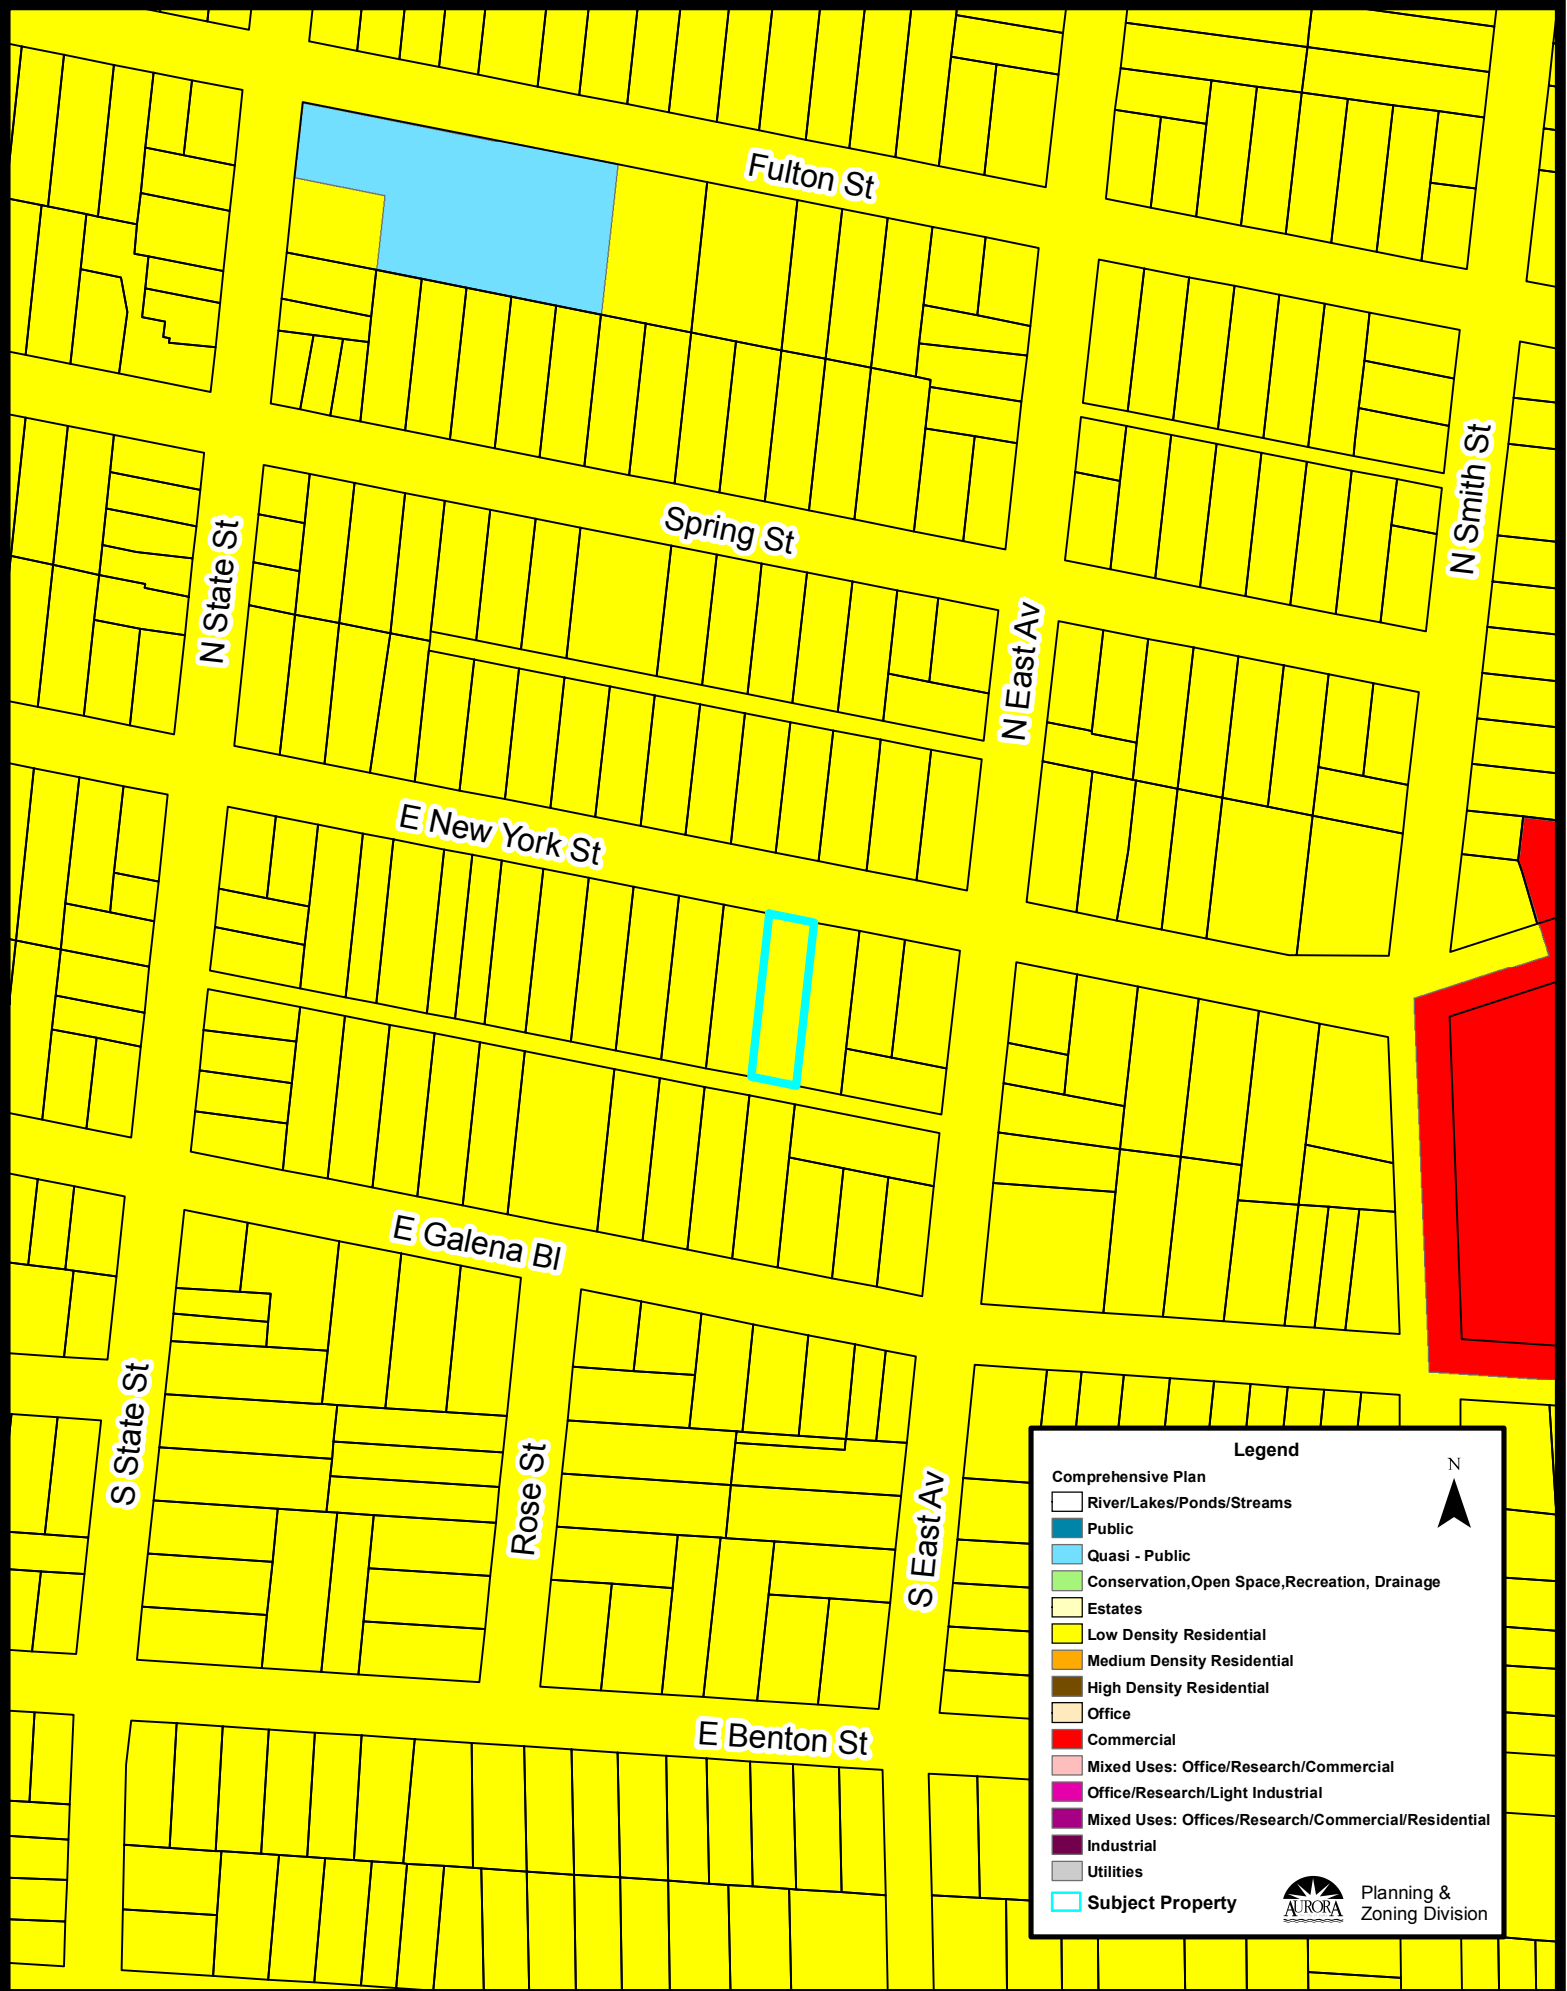 Fulton St
N Smith St
Spring St
N State St
N East Av
E New York St
E Galena Bl
S State St
Rose St
S East Av
E Benton St
Legend
N
Comprehensive Plan
River/Lakes/Ponds/Streams
Public
Quasi - Public
Conservation,Open Space,Recreation, Drainage
Estates
Low Density Residential
Medium Density Residential
High Density Residential
Office
Commercial
Mixed Uses: Office/Research/Commercial
Office/Research/Light Industrial
Mixed Uses: Offices/Research/Commercial/Residential
Industrial
Utilities
Subject Property
AURORA
Planning &
Zoning Division